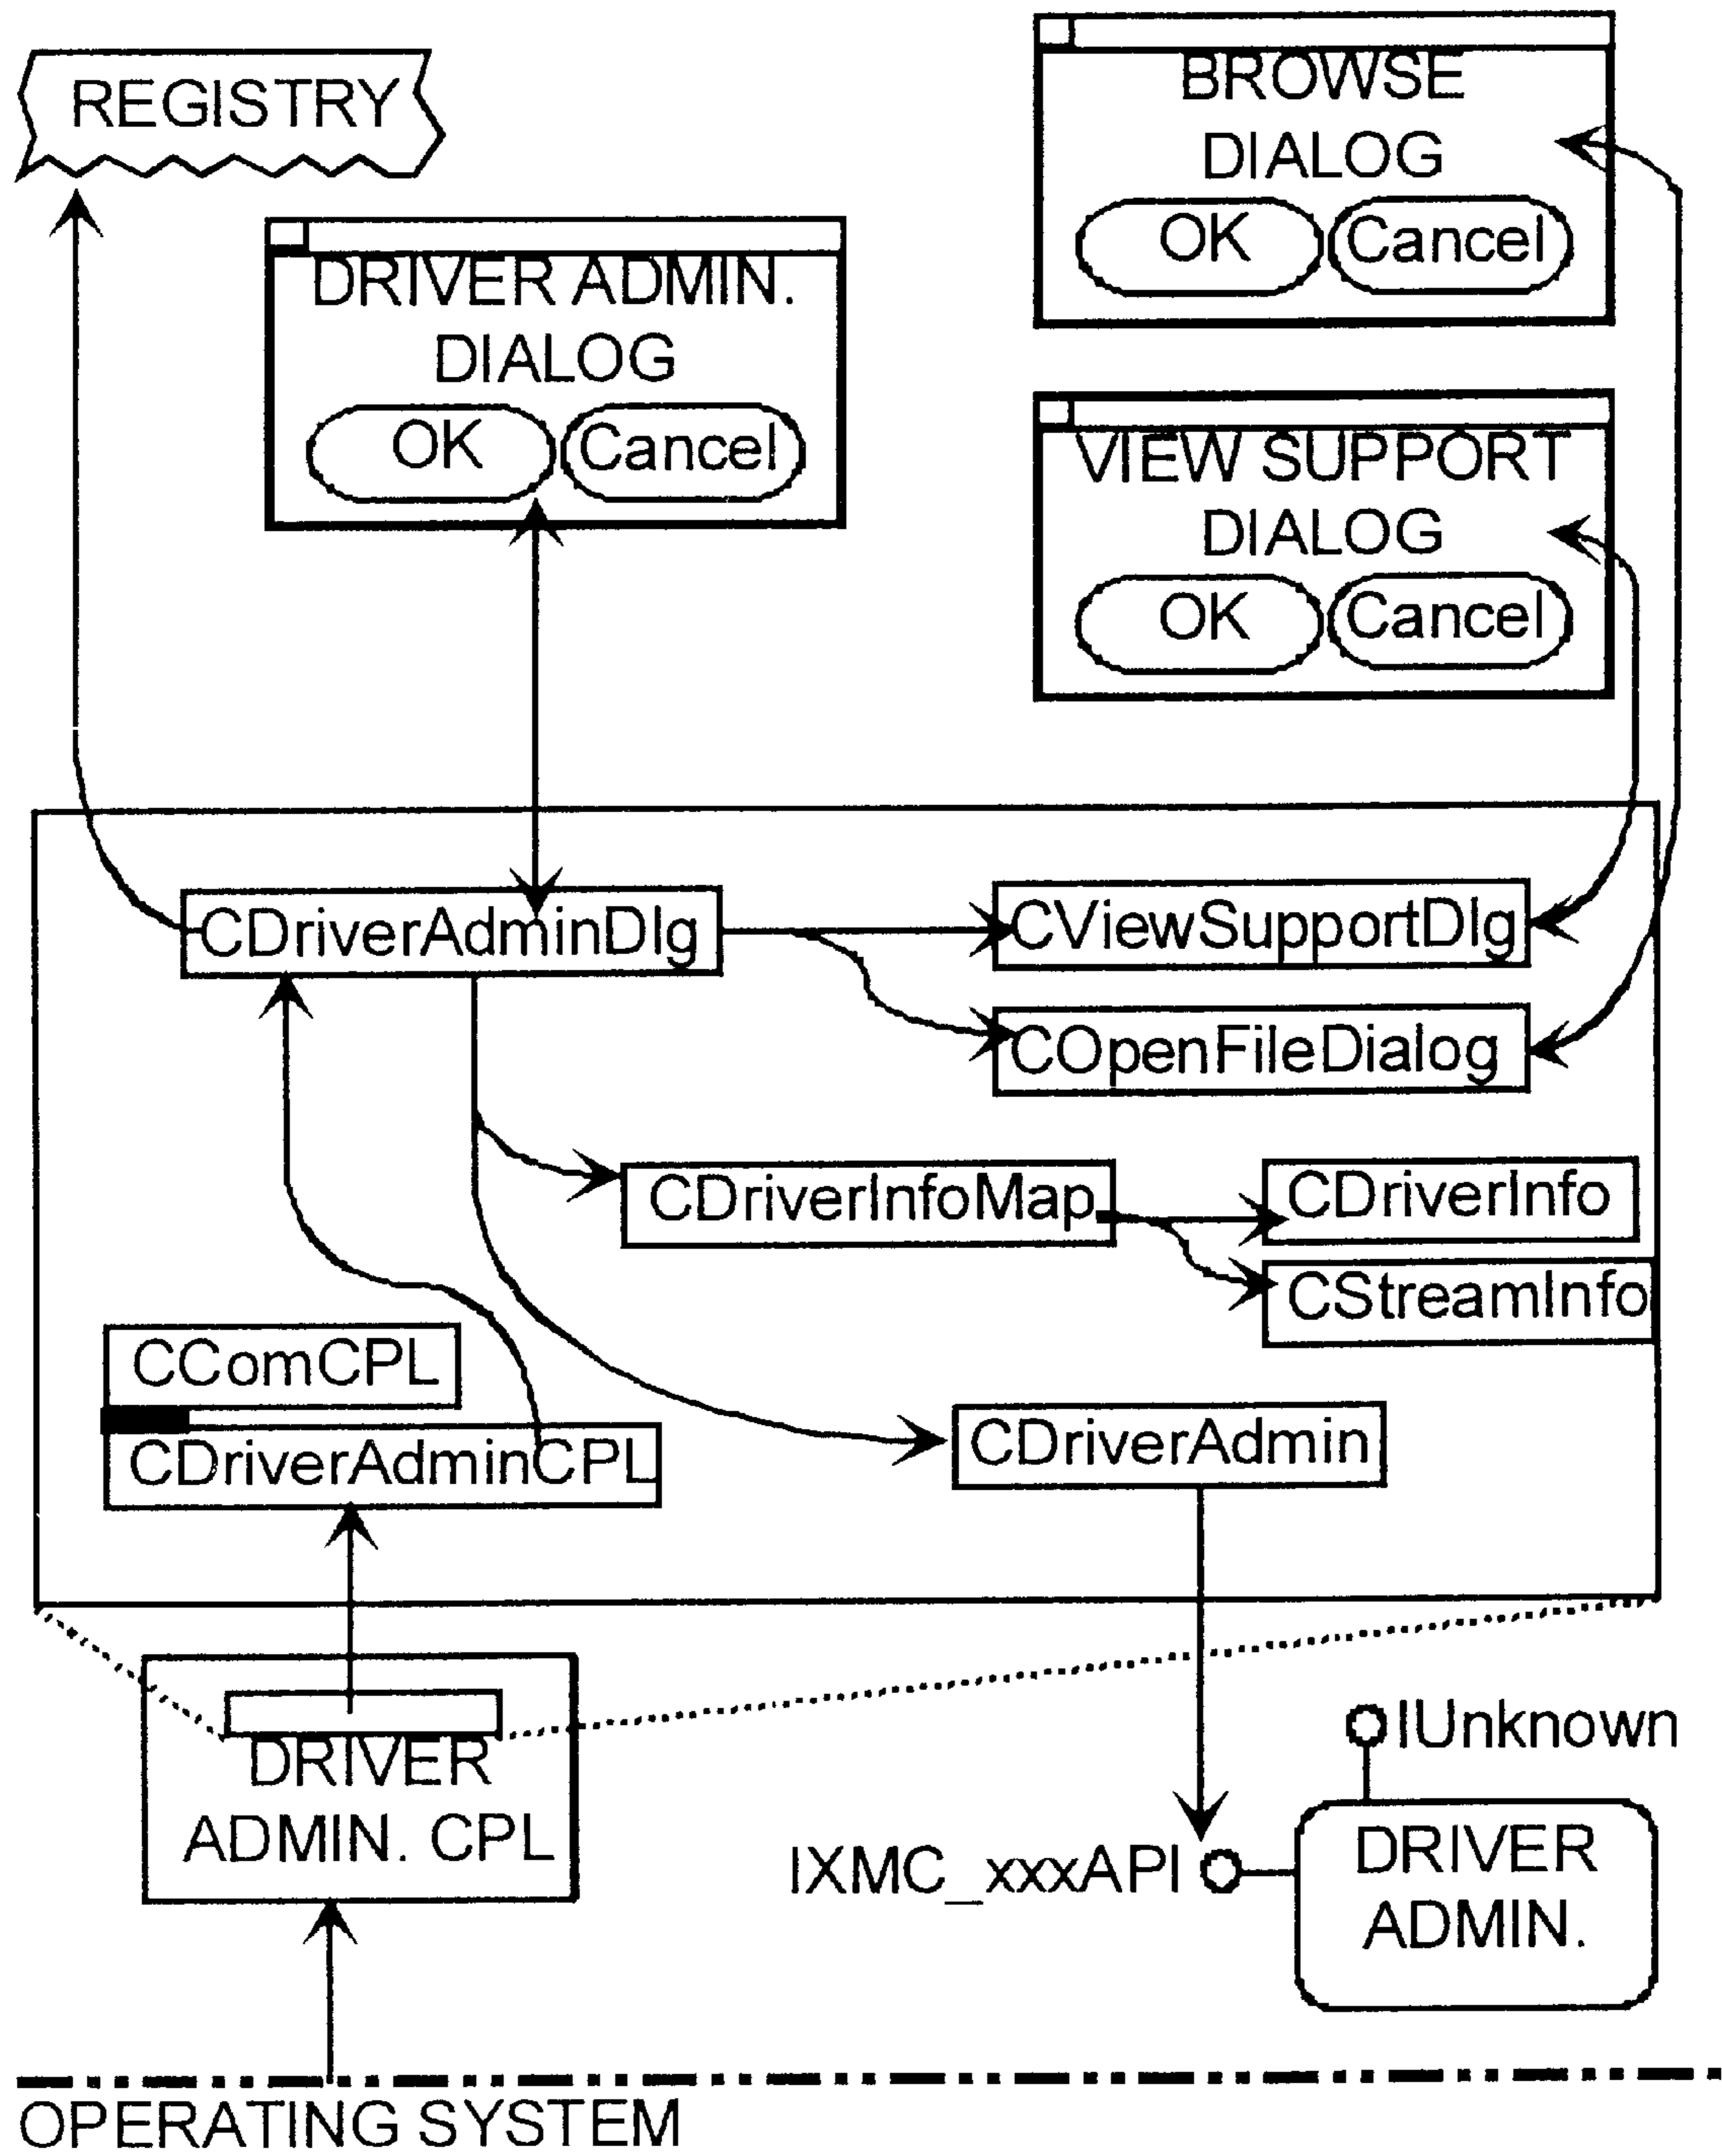 REGISTRY
BROWSE
DIALOG
OK Cancel
DRIVER ADMIN.
DIALOG
OK Cancel
VIEW SUPPORT
DIALOG
OK Cancel
CDriverAdminDlg
CViewSupportDlg
COpenFileDialog
CDriverInfoMap
CDriverInfo
CStreamInfo
CComCPL
CDriverAdminCPL
CDriverAdmin
DRIVER
ADMIN. CPL
IUnknown
IXMC_xxxAPI
DRIVER
ADMIN.
OPERATING SYSTEM